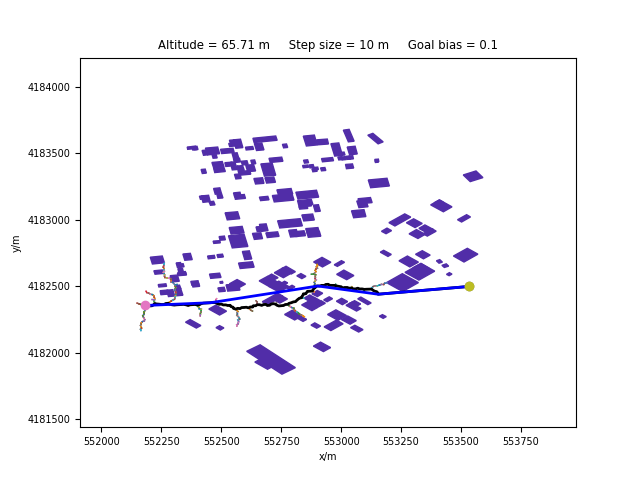 Altitude = 65.71 m Step size = 10 m Goal bias = 0.1
4184000
4183500
4183000
4182500
4182000
4181500
y/m
552000 552250 552500 552750 553000 553250 553500 553750
x/m